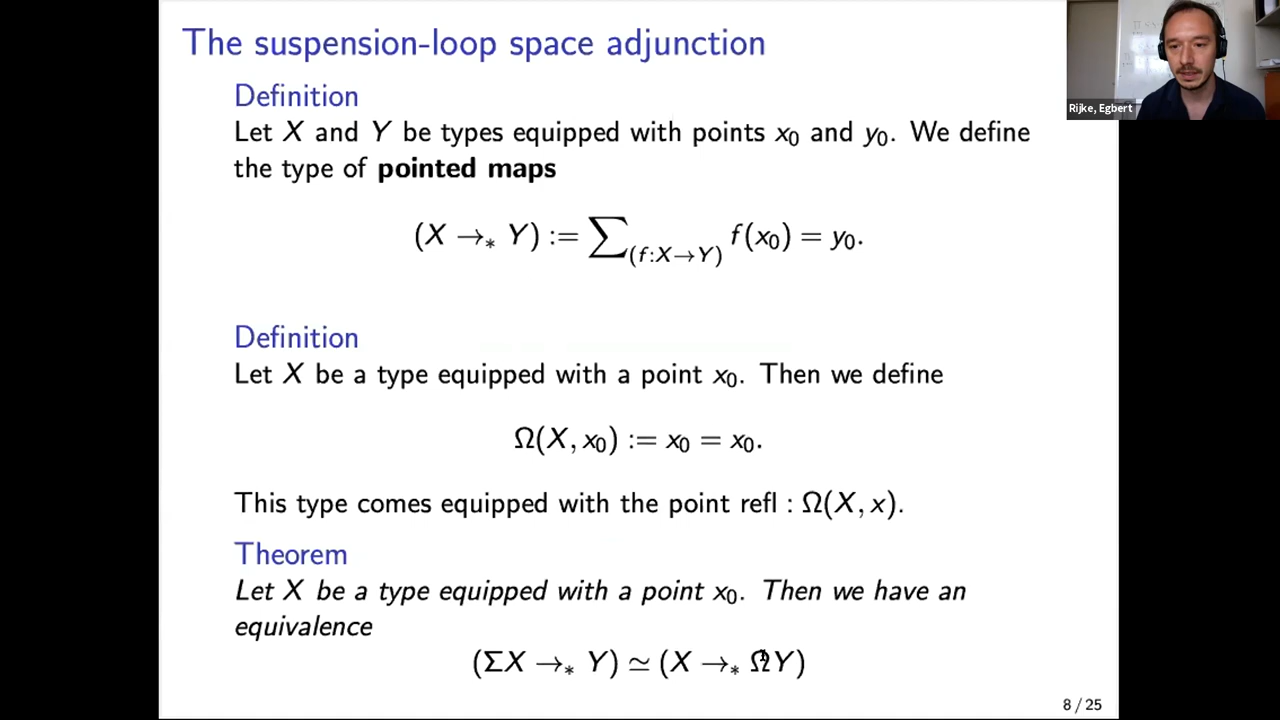 The suspension-loop space adjunction
Rijke, Egbert
Definition
Let X and Y be types equipped with points x₀ and y₀. We define
the type of pointed maps
(X →∗ Y) := ∑(f:X→Y) f(x₀) = y₀.
Definition
Let X be a type equipped with a point x₀. Then we define
Ω(X, x₀) := x₀ = x₀.
This type comes equipped with the point refl : Ω(X, x).
Theorem
Let X be a type equipped with a point x₀. Then we have an
equivalence
(ΣX →∗ Y) ≃ (X →∗ ΩY)
8 / 25